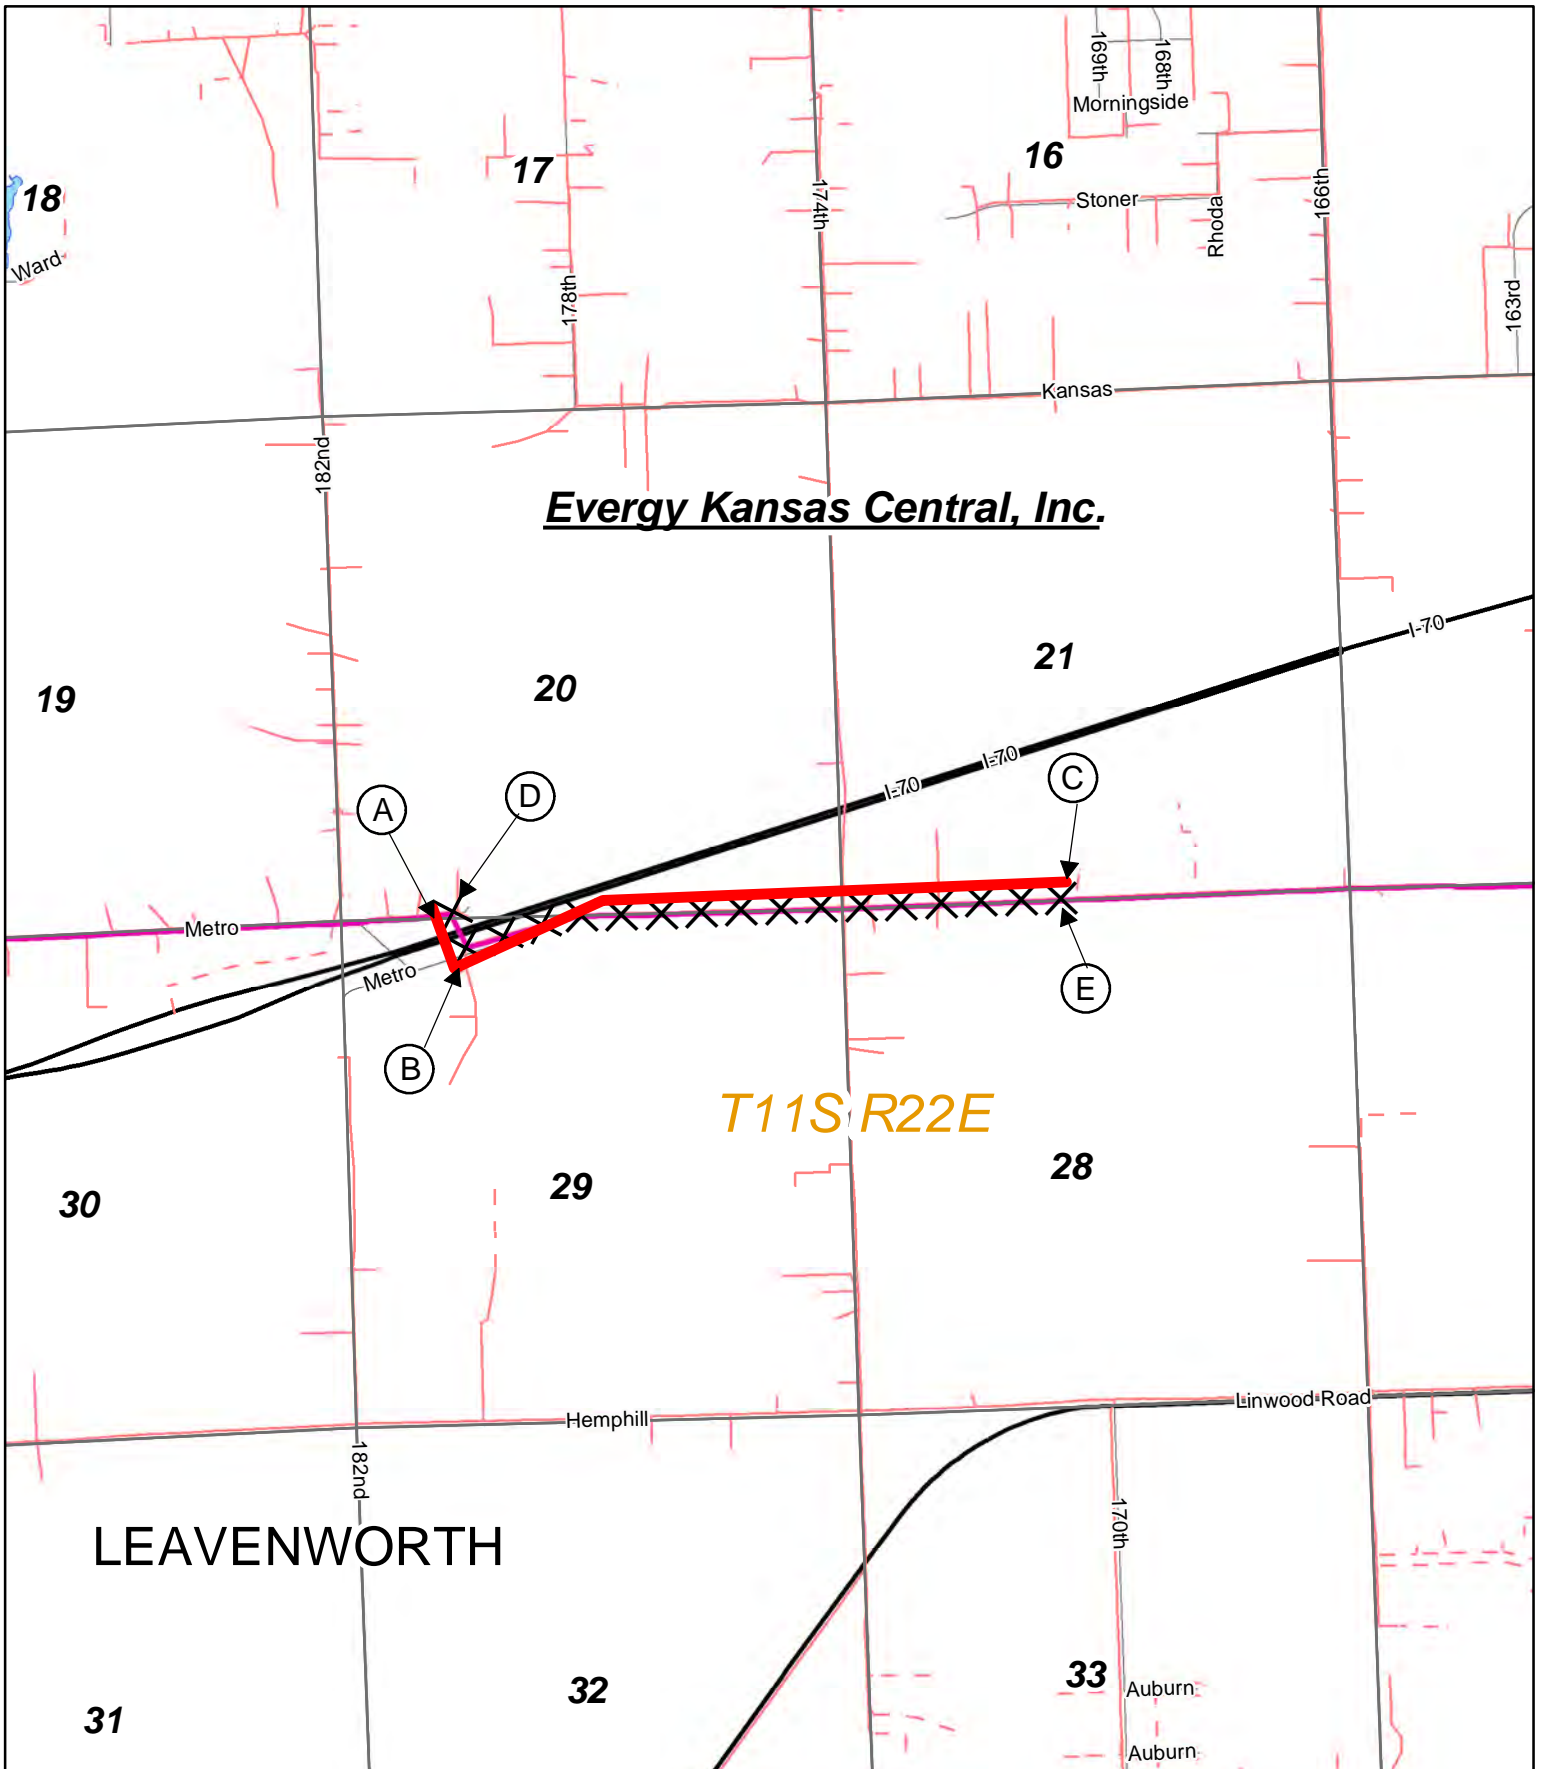 169th
168th
Morningside
16
17
18
174th
166th
Stoner
Rhoda
Ward
178th
163rd
Kansas
182nd
Evergy Kansas Central, Inc.
I-70
21
20
19
I-70
I-70
C
D
A
Metro
Metro
E
B
T11S R22E
28
29
30
Linwood Road
Hemphill
182nd
170th
LEAVENWORTH
33
Auburn
32
31
Auburn